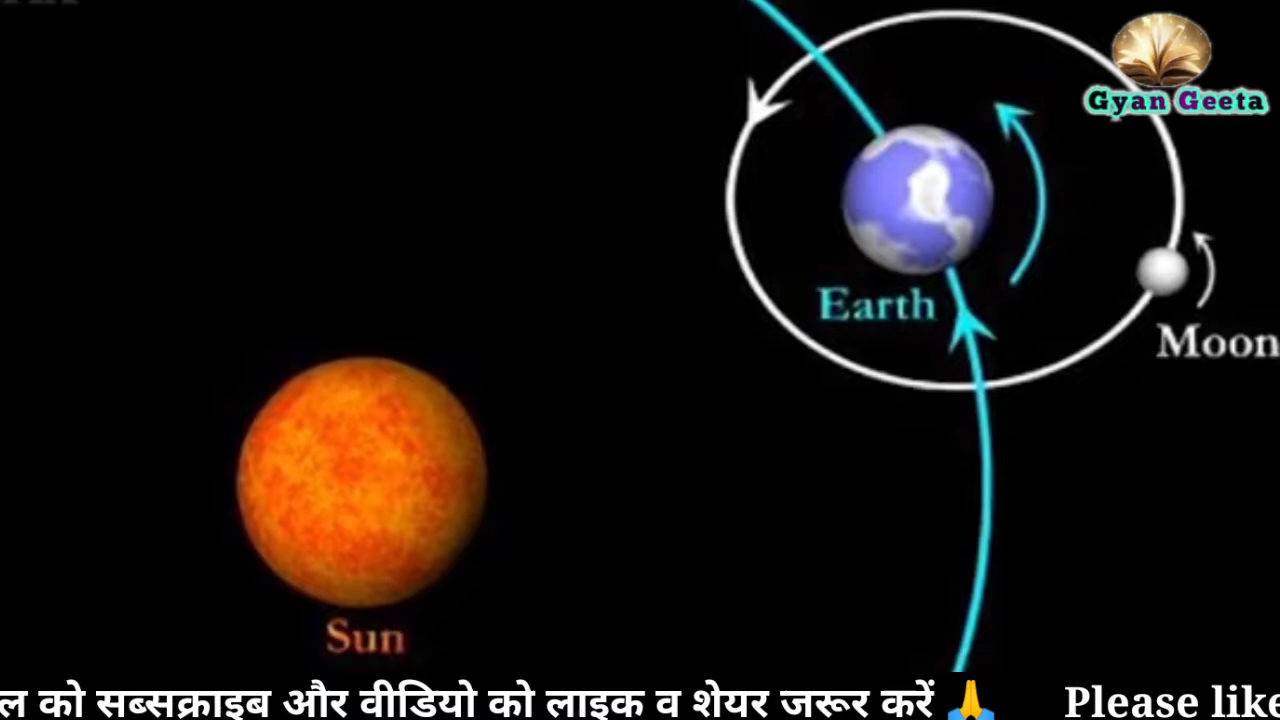 Gyan Geeta
Earth
Moon
Sun
ल को सब्सक्राइब और वीडियो को लाइक व शेयर जरूर करें 🙏 Please like